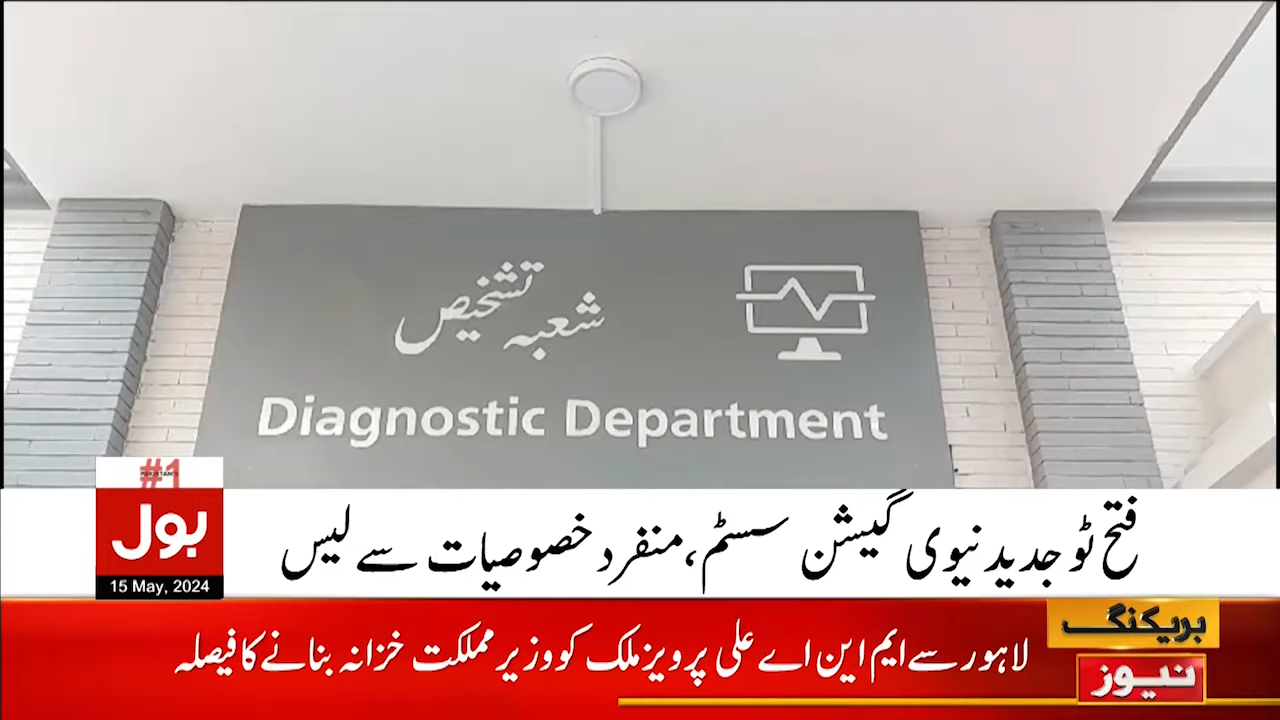 شعبہ تشخیص
Diagnostic Department
#1
PAKISTAN'S
بول
15 May, 2024
فتح ٹو جدید نیوی گیشن سسٹم، منفرد خصوصیات سے لیس
بریکنگ
نیوز
لاہور سے ایم این اے علی پرویز ملک کو وزیر مملکت خزانہ بنانے کا فیصلہ